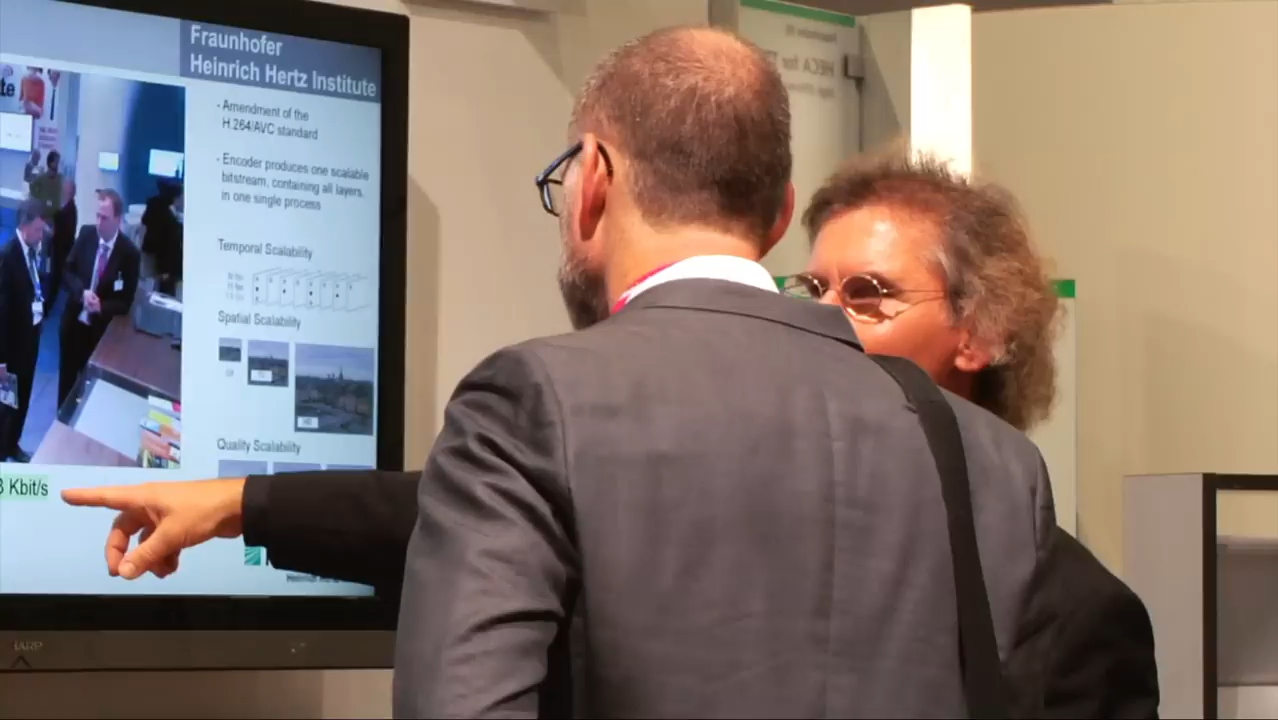 Fraunhofer
Heinrich Hertz Institute
- Amendment of the
H.264/AVC standard
- Encoder produces one scalable
bitstream, containing all layers,
in one single process
Temporal Scalability
Spatial Scalability
Quality Scalability
3 Kbit/s